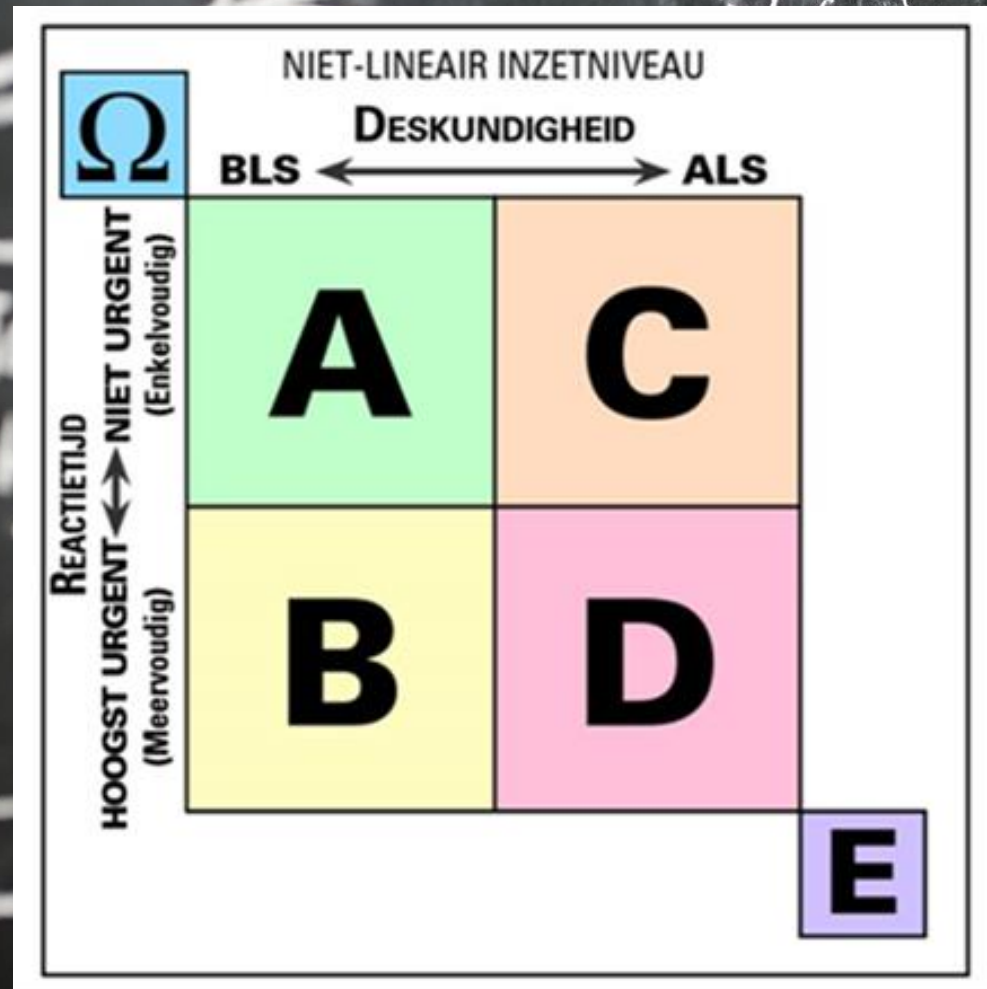 NIET-LINEAIR INZETNIVEAU
DESKUNDIGHEID
BLS ALS
Ω
REACTIETIJD
HOOGST URGENT NIET URGENT
(Meervoudig) (Enkelvoudig)
A C
B D
E